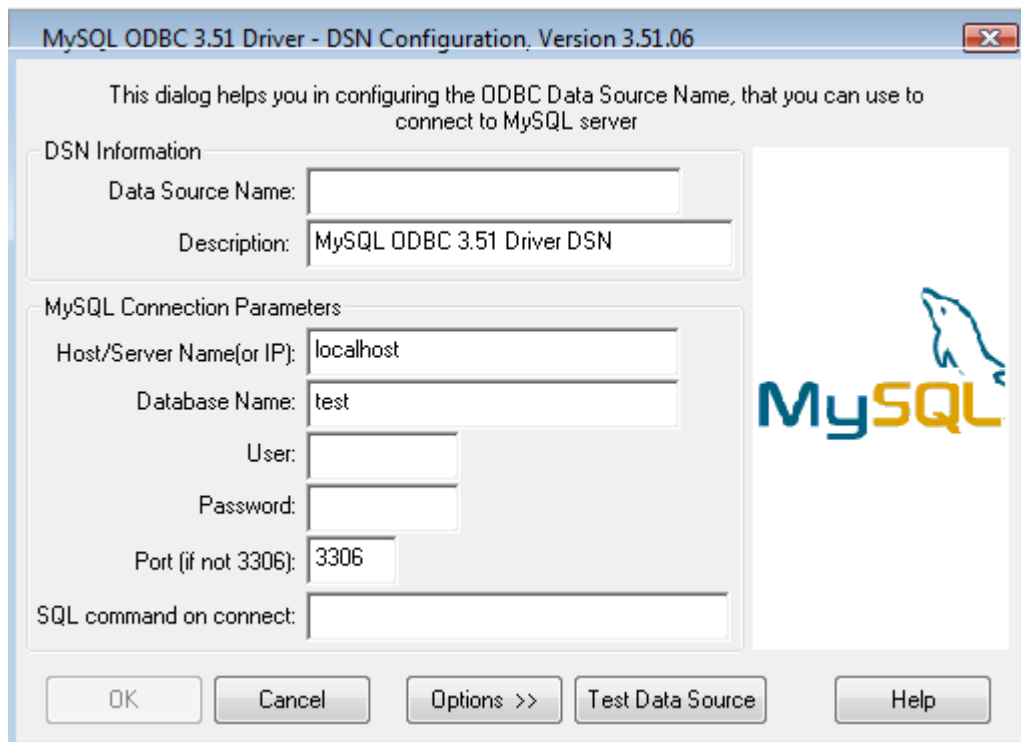 MySQL ODBC 3.51 Driver - DSN Configuration, Version 3.51.06
This dialog helps you in configuring the ODBC Data Source Name, that you can use to
connect to MySQL server
DSN Information
Data Source Name:
Description: MySQL ODBC 3.51 Driver DSN
MySQL Connection Parameters
Host/Server Name(or IP): localhost
Database Name: test
User:
Password:
Port (if not 3306): 3306
SQL command on connect:
MySQL
OK Cancel Options >> Test Data Source Help